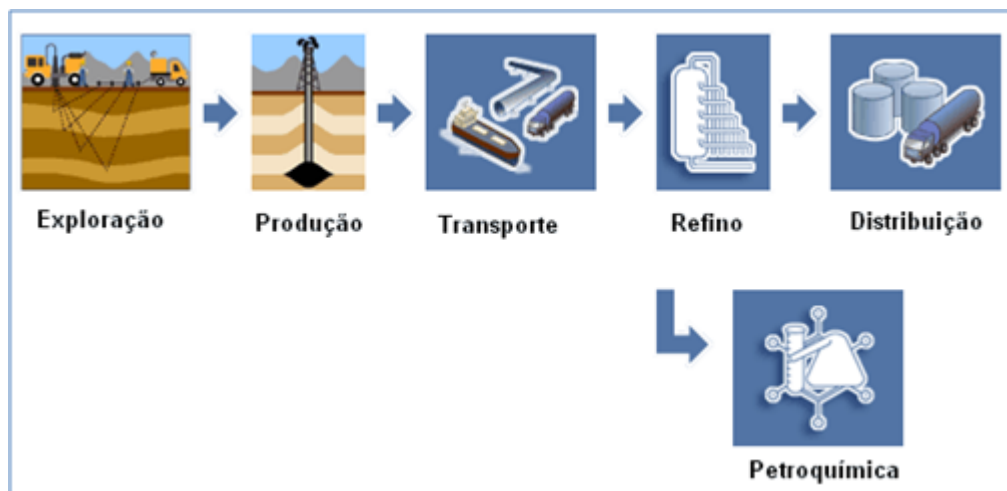 Exploração
Produção
Transporte
Refino
Distribuição
Petroquímica